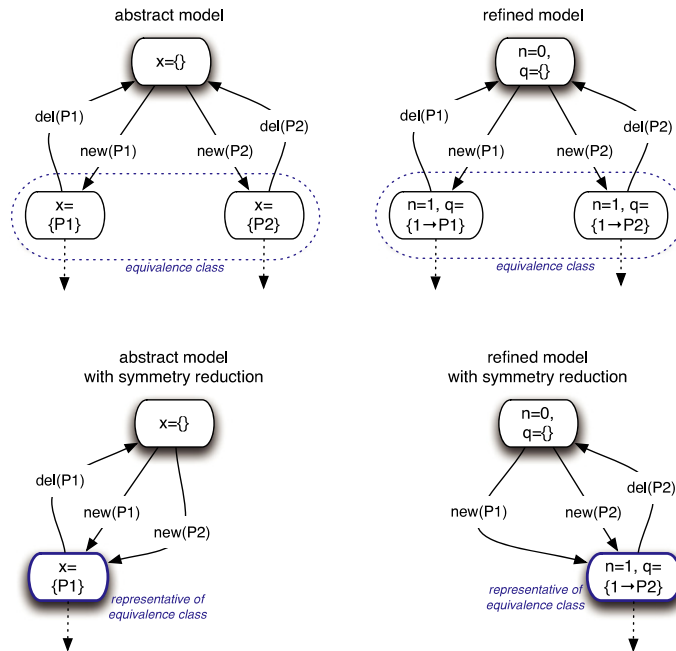 abstract model
x={}
del(P1)
new(P1)
new(P2)
del(P2)
x=
{P1}
x=
{P2}
equivalence class
refined model
n=0,
q={}
del(P1)
new(P1)
new(P2)
del(P2)
n=1, q=
{1→P1}
n=1, q=
{1→P2}
equivalence class
abstract model
with symmetry reduction
x={}
del(P1)
new(P1)
new(P2)
x=
{P1}
representative of
equivalence class
refined model
with symmetry reduction
n=0,
q={}
new(P1)
new(P2)
del(P2)
n=1, q=
{1→P2}
representative of
equivalence class